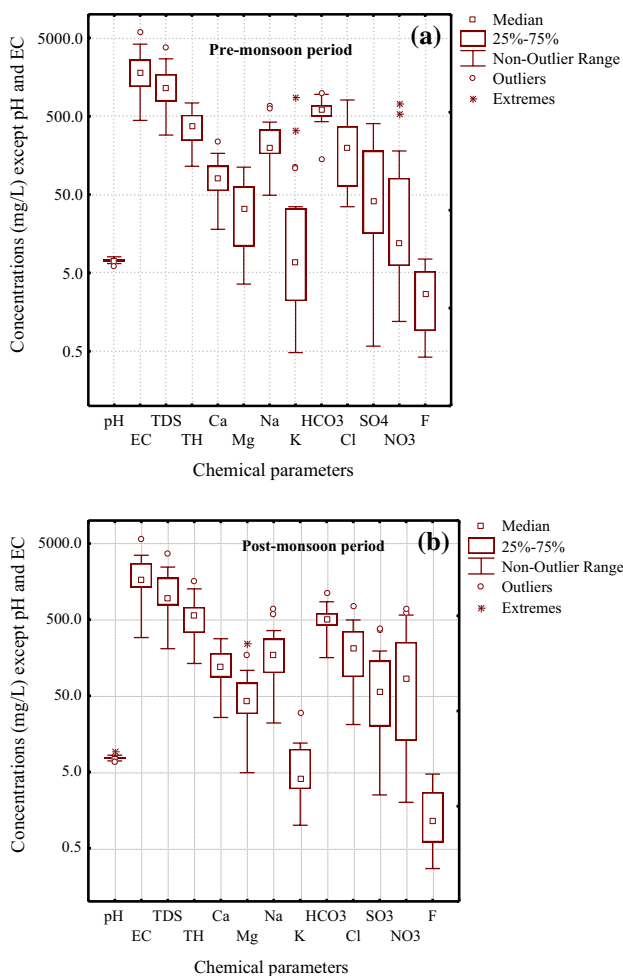 (a)
Pre-monsoon period
Concentrations (mg/L) except pH and EC
5000.0
500.0
50.0
5.0
0.5
pH TDS Ca Na HCO3 SO4 F
EC TH Mg K Cl NO3
Chemical parameters
Median
25%-75%
Non-Outlier Range
Outliers
Extremes
(b)
Post-monsoon period
Concentrations (mg/L) except pH and EC
5000.0
500.0
50.0
5.0
0.5
pH TDS Ca Na HCO3 SO3 F
EC TH Mg K Cl NO3
Chemical parameters
Median
25%-75%
Non-Outlier Range
Outliers
Extremes